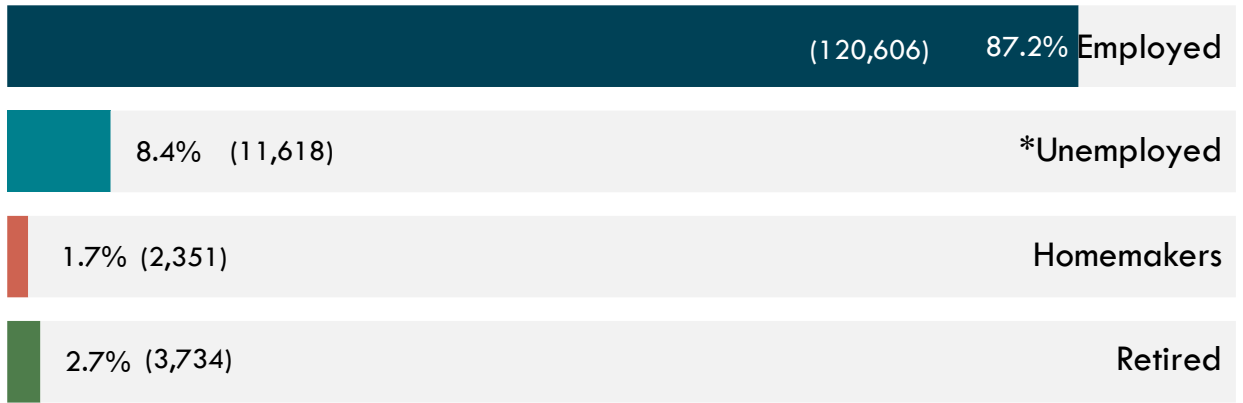 (120,606) 87.2% Employed
8.4% (11,618) *Unemployed
1.7% (2,351) Homemakers
2.7% (3,734) Retired